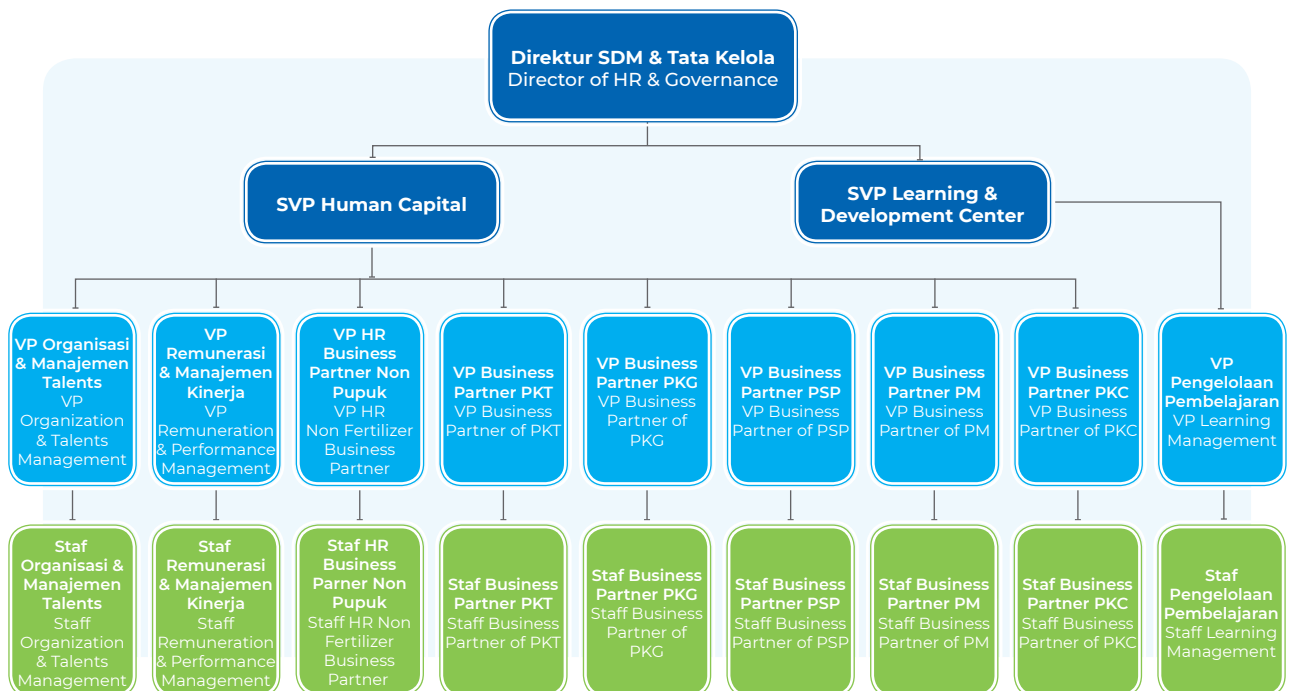 Direktur SDM & Tata Kelola
Director of HR & Governance
SVP Human Capital
SVP Learning &
Development Center
VP Organisasi
& Manajemen
Talents
VP
Organization
& Talents
Management
VP
Remunerasi
& Manajemen
Kinerja
VP
Remuneration
& Performance
Management
VP HR
Business
Partner Non
Pupuk
VP HR
Non Fertilizer
Business
Partner
VP Business
Partner PKT
VP Business
Partner of PKT
VP Business
Partner PKG
VP Business
Partner of
PKG
VP Business
Partner PSP
VP Business
Partner of PSP
VP Business
Partner PM
VP Business
Partner of PM
VP Business
Partner PKC
VP Business
Partner of PKC
VP
Pengelolaan
Pembelajaran
VP Learning
Management
Staf
Organisasi &
Manajemen
Talents
Staff
Organization
& Talents
Management
Staf
Remunerasi
& Manajemen
Kinerja
Staff
Remuneration
& Performance
Management
Staf HR
Business
Parner Non
Pupuk
Staff HR Non
Fertilizer
Business
Partner
Staf Business
Partner PKT
Staff Business
Partner of PKT
Staf Business
Partner PKG
Staff Business
Partner of
PKG
Staf Business
Partner PSP
Staff Business
Partner of PSP
Staf Business
Partner PM
Staff Business
Partner of PM
Staf Business
Partner PKC
Staff Business
Partner of PKC
Staf
Pengelolaan
Pembelajaran
Staff Learning
Management